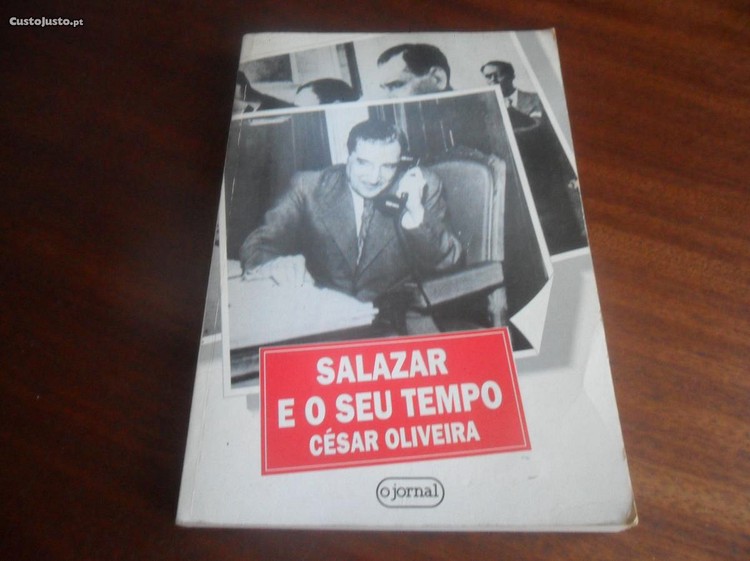 CustoJusto.pt
SALAZAR
E O SEU TEMPO
CÉSAR OLIVEIRA
o jornal